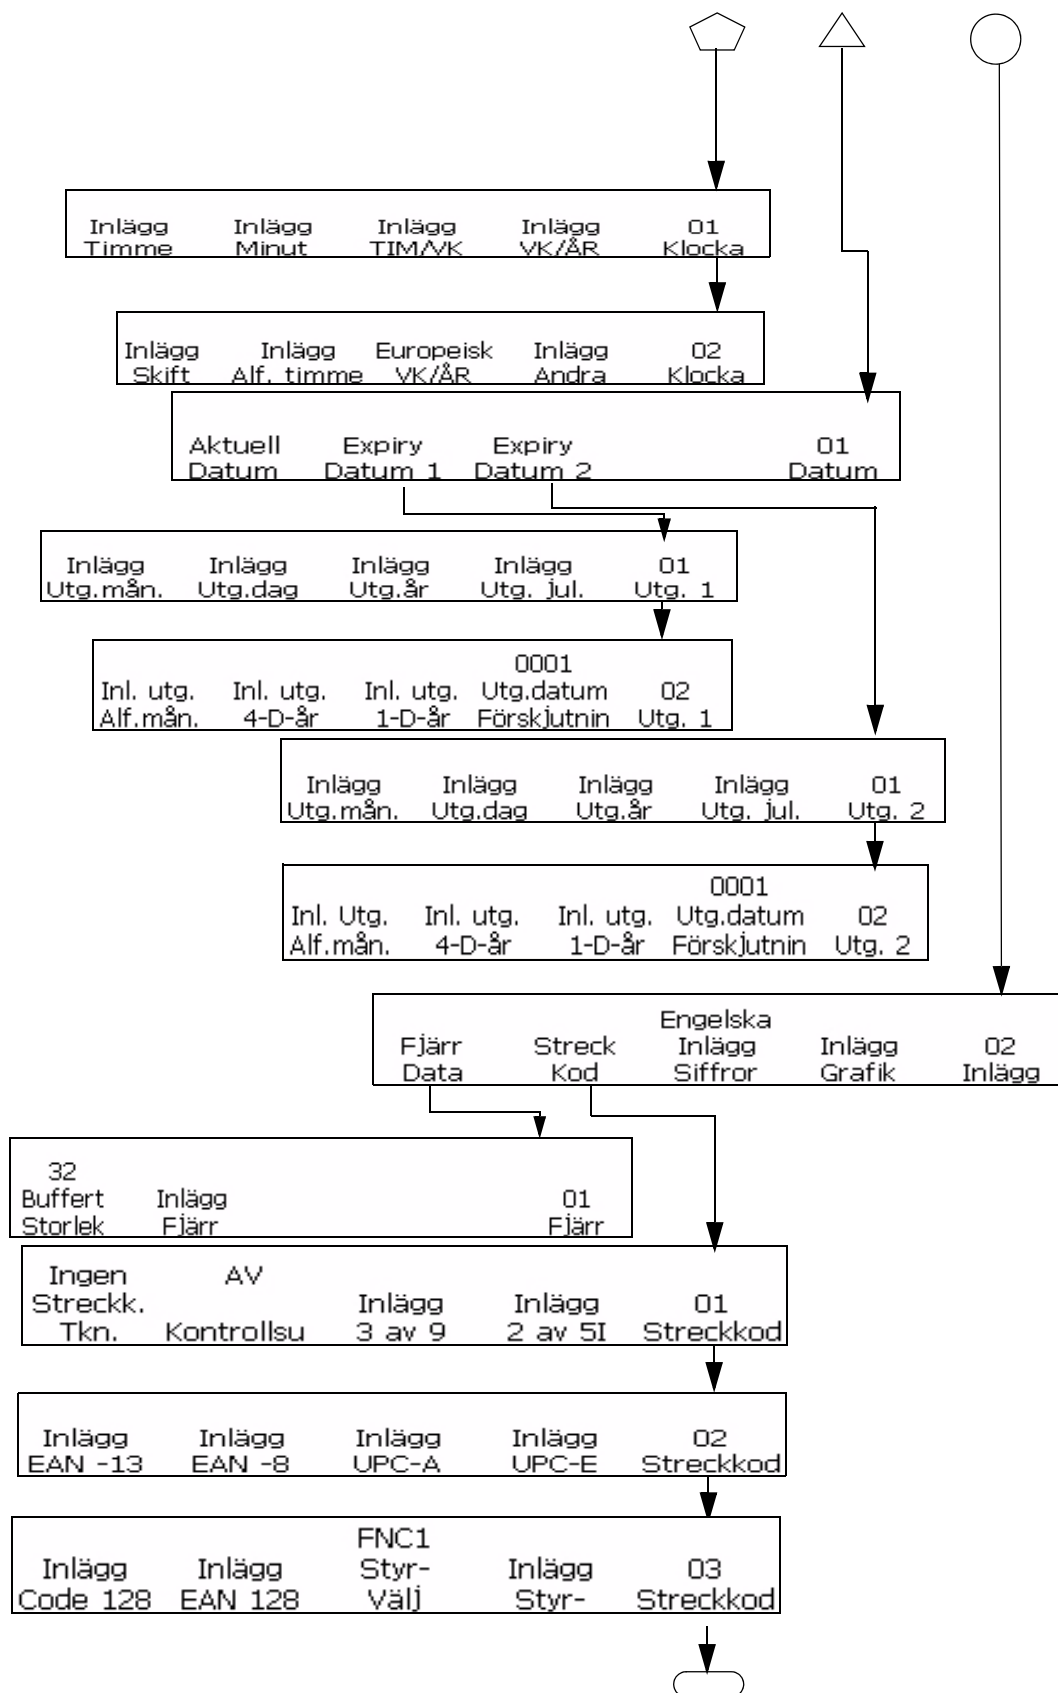 Inlägg Inlägg Inlägg Inlägg 01
Timme Minut TIM/VK VK/ÅR Klocka
Inlägg Inlägg Europeisk Inlägg 02
Skift Alf. timme VK/ÅR Andra Klocka
Aktuell Expiry Expiry 01
Datum Datum 1 Datum 2 Datum
Inlägg Inlägg Inlägg Inlägg 01
Utg.mån. Utg.dag Utg.år Utg. jul. Utg. 1
0001
Inl. utg. Inl. utg. Inl. utg. Utg.datum 02
Alf.mån. 4-D-år 1-D-år Förskjutnin Utg. 1
Inlägg Inlägg Inlägg Inlägg 01
Utg.mån. Utg.dag Utg.år Utg. jul. Utg. 2
0001
Inl. Utg. Inl. utg. Inl. utg. Utg.datum 02
Alf.mån. 4-D-år 1-D-år Förskjutnin Utg. 2
Engelska
Fjärr Streck Inlägg Inlägg 02
Data Kod Siffror Grafik Inlägg
32
Buffert Inlägg 01
Storlek Fjärr Fjärr
Ingen AV
Streckk. Inlägg Inlägg 01
Tkn. Kontrollsu 3 av 9 2 av 5I Streckkod
Inlägg Inlägg Inlägg Inlägg 02
EAN -13 EAN -8 UPC-A UPC-E Streckkod
FNC1
Inlägg Inlägg Styr- Inlägg 03
Code 128 EAN 128 Välj Styr- Streckkod